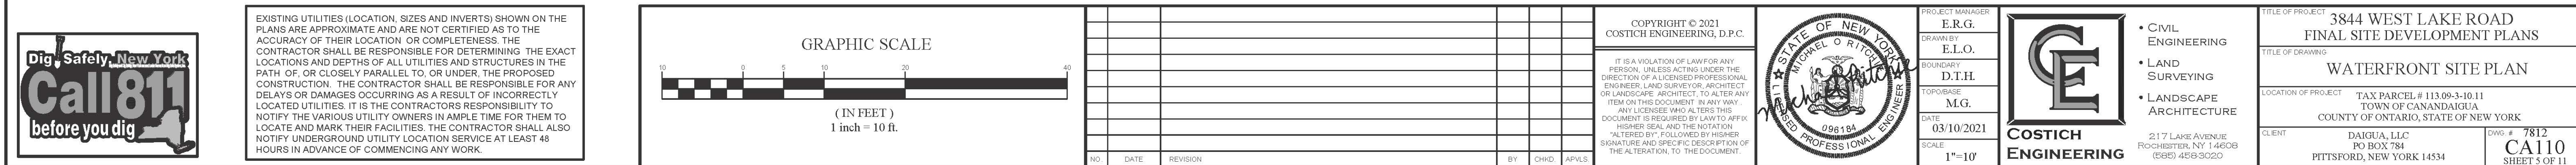 Dig Safely, New York
Call 811
before you dig
EXISTING UTILITIES (LOCATION, SIZES AND INVERTS) SHOWN ON THE
PLANS ARE APPROXIMATE AND ARE NOT CERTIFIED AS TO THE
ACCURACY OF THEIR LOCATION OR COMPLETENESS. THE
CONTRACTOR SHALL BE RESPONSIBLE FOR DETERMINING THE EXACT
LOCATIONS AND DEPTHS OF ALL UTILITIES AND STRUCTURES IN THE
PATH OF, OR CLOSELY PARALLEL TO, OR UNDER, THE PROPOSED
CONSTRUCTION. THE CONTRACTOR SHALL BE RESPONSIBLE FOR ANY
DELAYS OR DAMAGES OCCURRING AS A RESULT OF INCORRECTLY
LOCATED UTILITIES. IT IS THE CONTRACTORS RESPONSIBILITY TO
NOTIFY THE VARIOUS UTILITY OWNERS IN AMPLE TIME FOR THEM TO
LOCATE AND MARK THEIR FACILITIES. THE CONTRACTOR SHALL ALSO
NOTIFY UNDERGROUND UTILITY LOCATION SERVICE AT LEAST 48
HOURS IN ADVANCE OF COMMENCING ANY WORK.
GRAPHIC SCALE
10 0 5 10 20 40
( IN FEET )
1 inch = 10 ft.
NO. DATE REVISION BY CHKD. APVLS.
COPYRIGHT © 2021
COSTICH ENGINEERING, D.P.C.
IT IS A VIOLATION OF LAW FOR ANY
PERSON, UNLESS ACTING UNDER THE
DIRECTION OF A LICENSED PROFESSIONAL
ENGINEER, LAND SURVEYOR, ARCHITECT
OR LANDSCAPE ARCHITECT, TO ALTER ANY
ITEM ON THIS DOCUMENT IN ANY WAY.
ANY LICENSEE WHO ALTERS THIS
DOCUMENT IS REQUIRED BY LAW TO AFFIX
HIS/HER SEAL AND THE NOTATION
"ALTERED BY", FOLLOWED BY HIS/HER
SIGNATURE AND SPECIFIC DESCRIPTION OF
THE ALTERATION, TO THE DOCUMENT.
STATE OF NEW YORK
MICHAEL O RITCHIE
096184
LICENSED PROFESSIONAL ENGINEER
PROJECT MANAGER
E.R.G.
DRAWN BY
E.L.O.
BOUNDARY
D.T.H.
TOPO/BASE
M.G.
DATE
03/10/2021
SCALE
1"=10'
CE
COSTICH
ENGINEERING
• CIVIL
ENGINEERING
• LAND
SURVEYING
• LANDSCAPE
ARCHITECTURE
217 LAKE AVENUE
ROCHESTER, NY 14608
(585) 458-3020
TITLE OF PROJECT
3844 WEST LAKE ROAD
FINAL SITE DEVELOPMENT PLANS
TITLE OF DRAWING
WATERFRONT SITE PLAN
LOCATION OF PROJECT
TAX PARCEL # 113.09-3-10.11
TOWN OF CANANDAIGUA
COUNTY OF ONTARIO, STATE OF NEW YORK
CLIENT
DAIGUA, LLC
PO BOX 784
PITTSFORD, NEW YORK 14534
DWG. # 7812
CA110